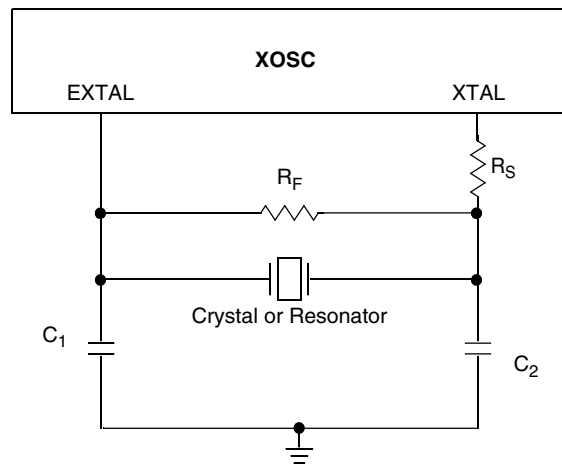 XOSC
EXTAL XTAL
R_F
R_S
Crystal or Resonator
C_1
C_2